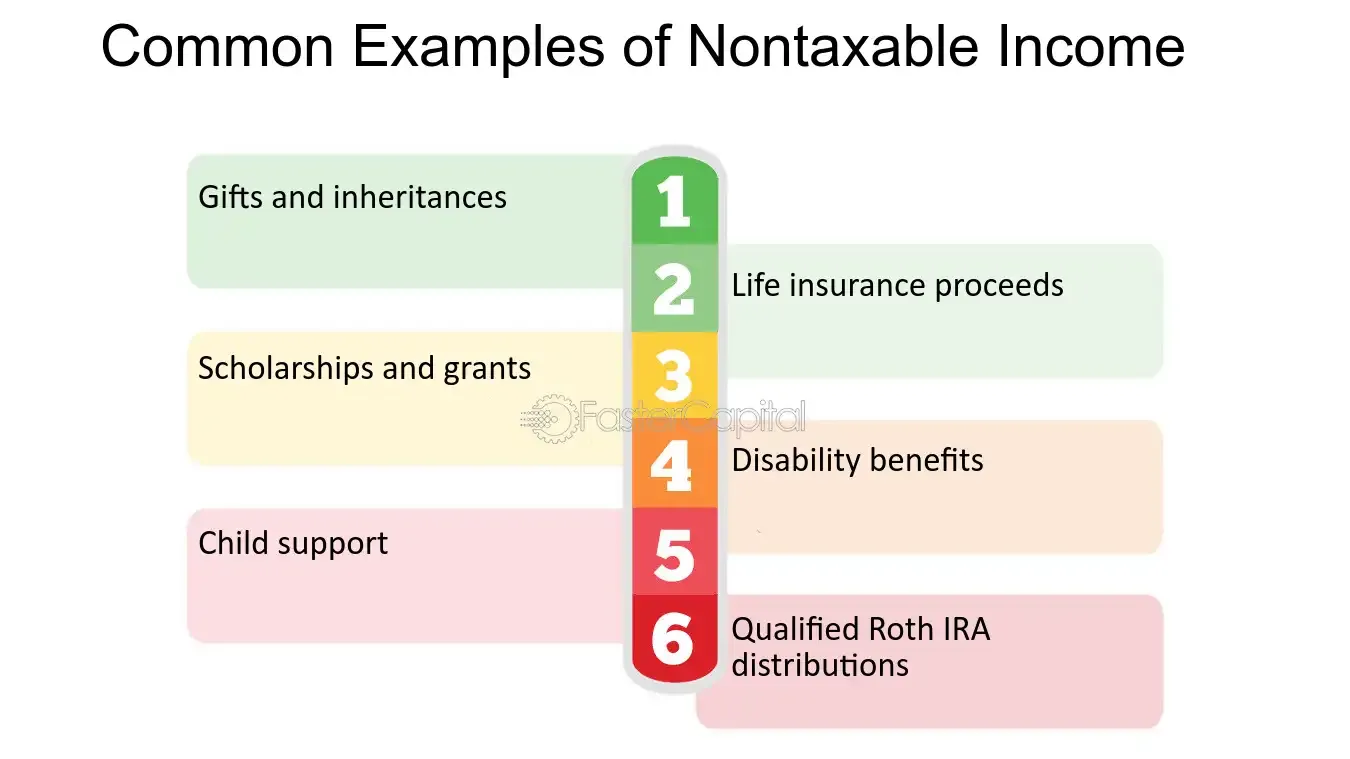 Common Examples of Nontaxable Income
1
Gifts and inheritances
2
Life insurance proceeds
3
Scholarships and grants
FasterCapital
4
Disability benefits
5
Child support
6
Qualified Roth IRA
distributions